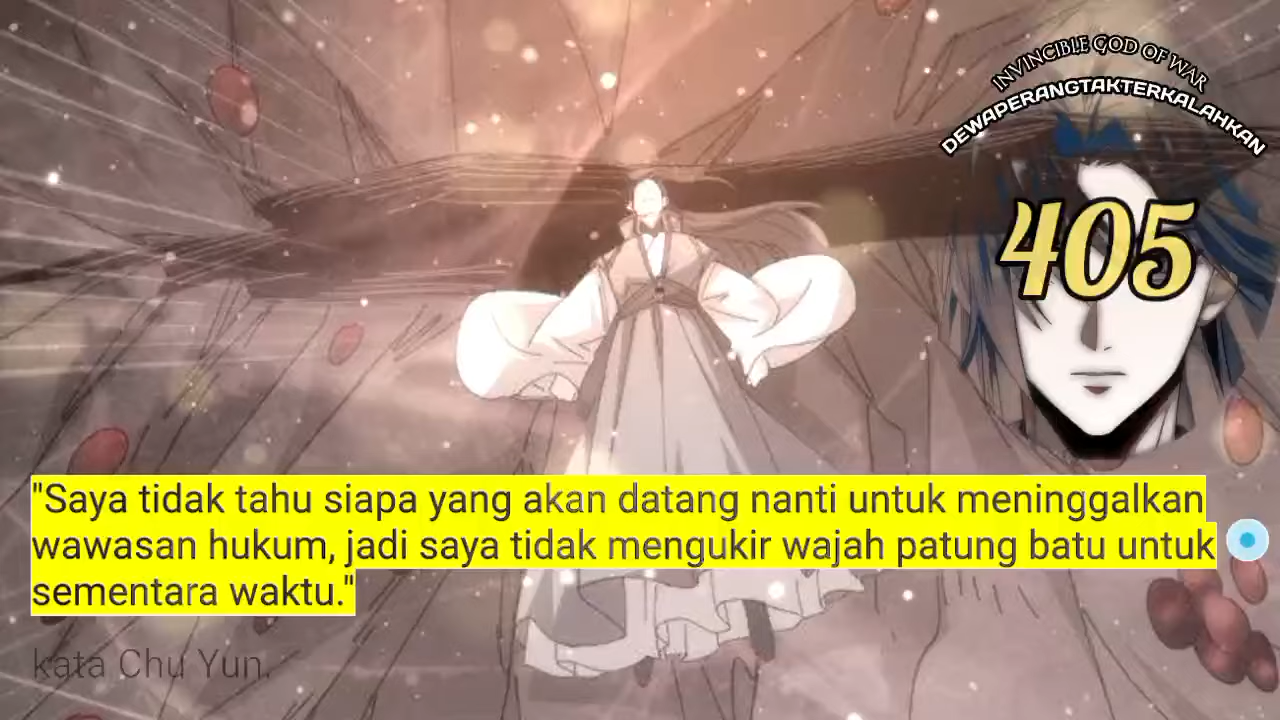 INVINCIBLE GOD OF WAR
DEWAPERANGTAKTERKALAHKAN
405
"Saya tidak tahu siapa yang akan datang nanti untuk meninggalkan
wawasan hukum, jadi saya tidak mengukir wajah patung batu untuk
sementara waktu."
kata Chu Yun.